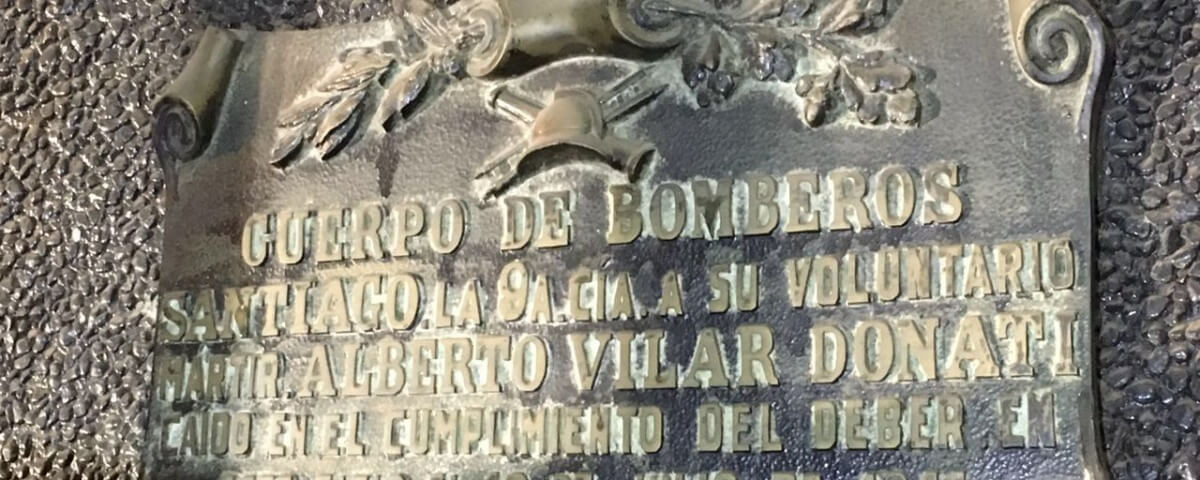 CUERPO DE BOMBEROS
SANTIAGO. LA 9A. CIA. A SU VOLUNTARIO
MARTIR. ALBERTO VILAR DONATI
CAIDO EN EL CUMPLIMIENTO DEL DEBER EN